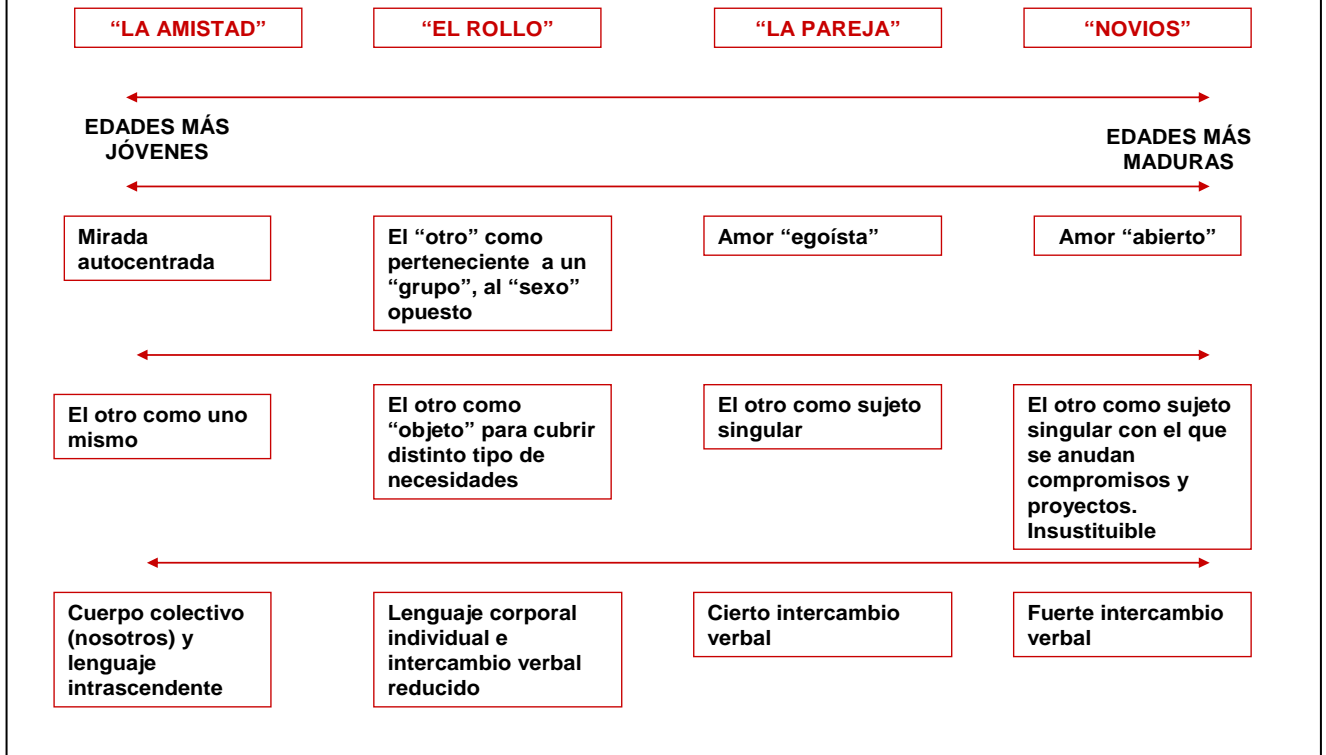 “LA AMISTAD”
“EL ROLLO”
“LA PAREJA”
“NOVIOS”
EDADES MÁS
JÓVENES
EDADES MÁS
MADURAS
Mirada
autocentrada
El “otro” como
perteneciente a un
“grupo”, al “sexo”
opuesto
Amor “egoísta”
Amor “abierto”
El otro como uno
mismo
El otro como
“objeto” para cubrir
distinto tipo de
necesidades
El otro como sujeto
singular
El otro como sujeto
singular con el que
se anudan
compromisos y
proyectos.
Insustituible
Cuerpo colectivo
(nosotros) y
lenguaje
intrascendente
Lenguaje corporal
individual e
intercambio verbal
reducido
Cierto intercambio
verbal
Fuerte intercambio
verbal